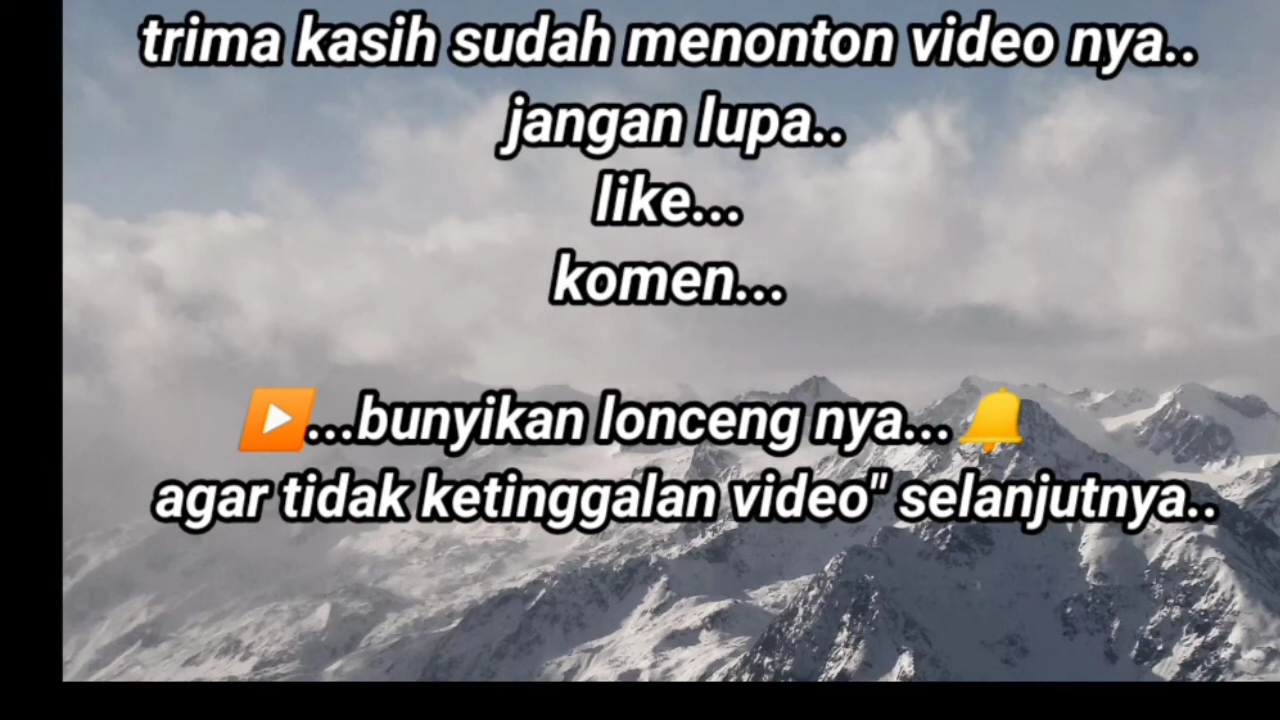 trima kasih sudah menonton video nya..
jangan lupa..
like...
komen...
▶️...bunyikan lonceng nya...🔔
agar tidak ketinggalan video" selanjutnya..